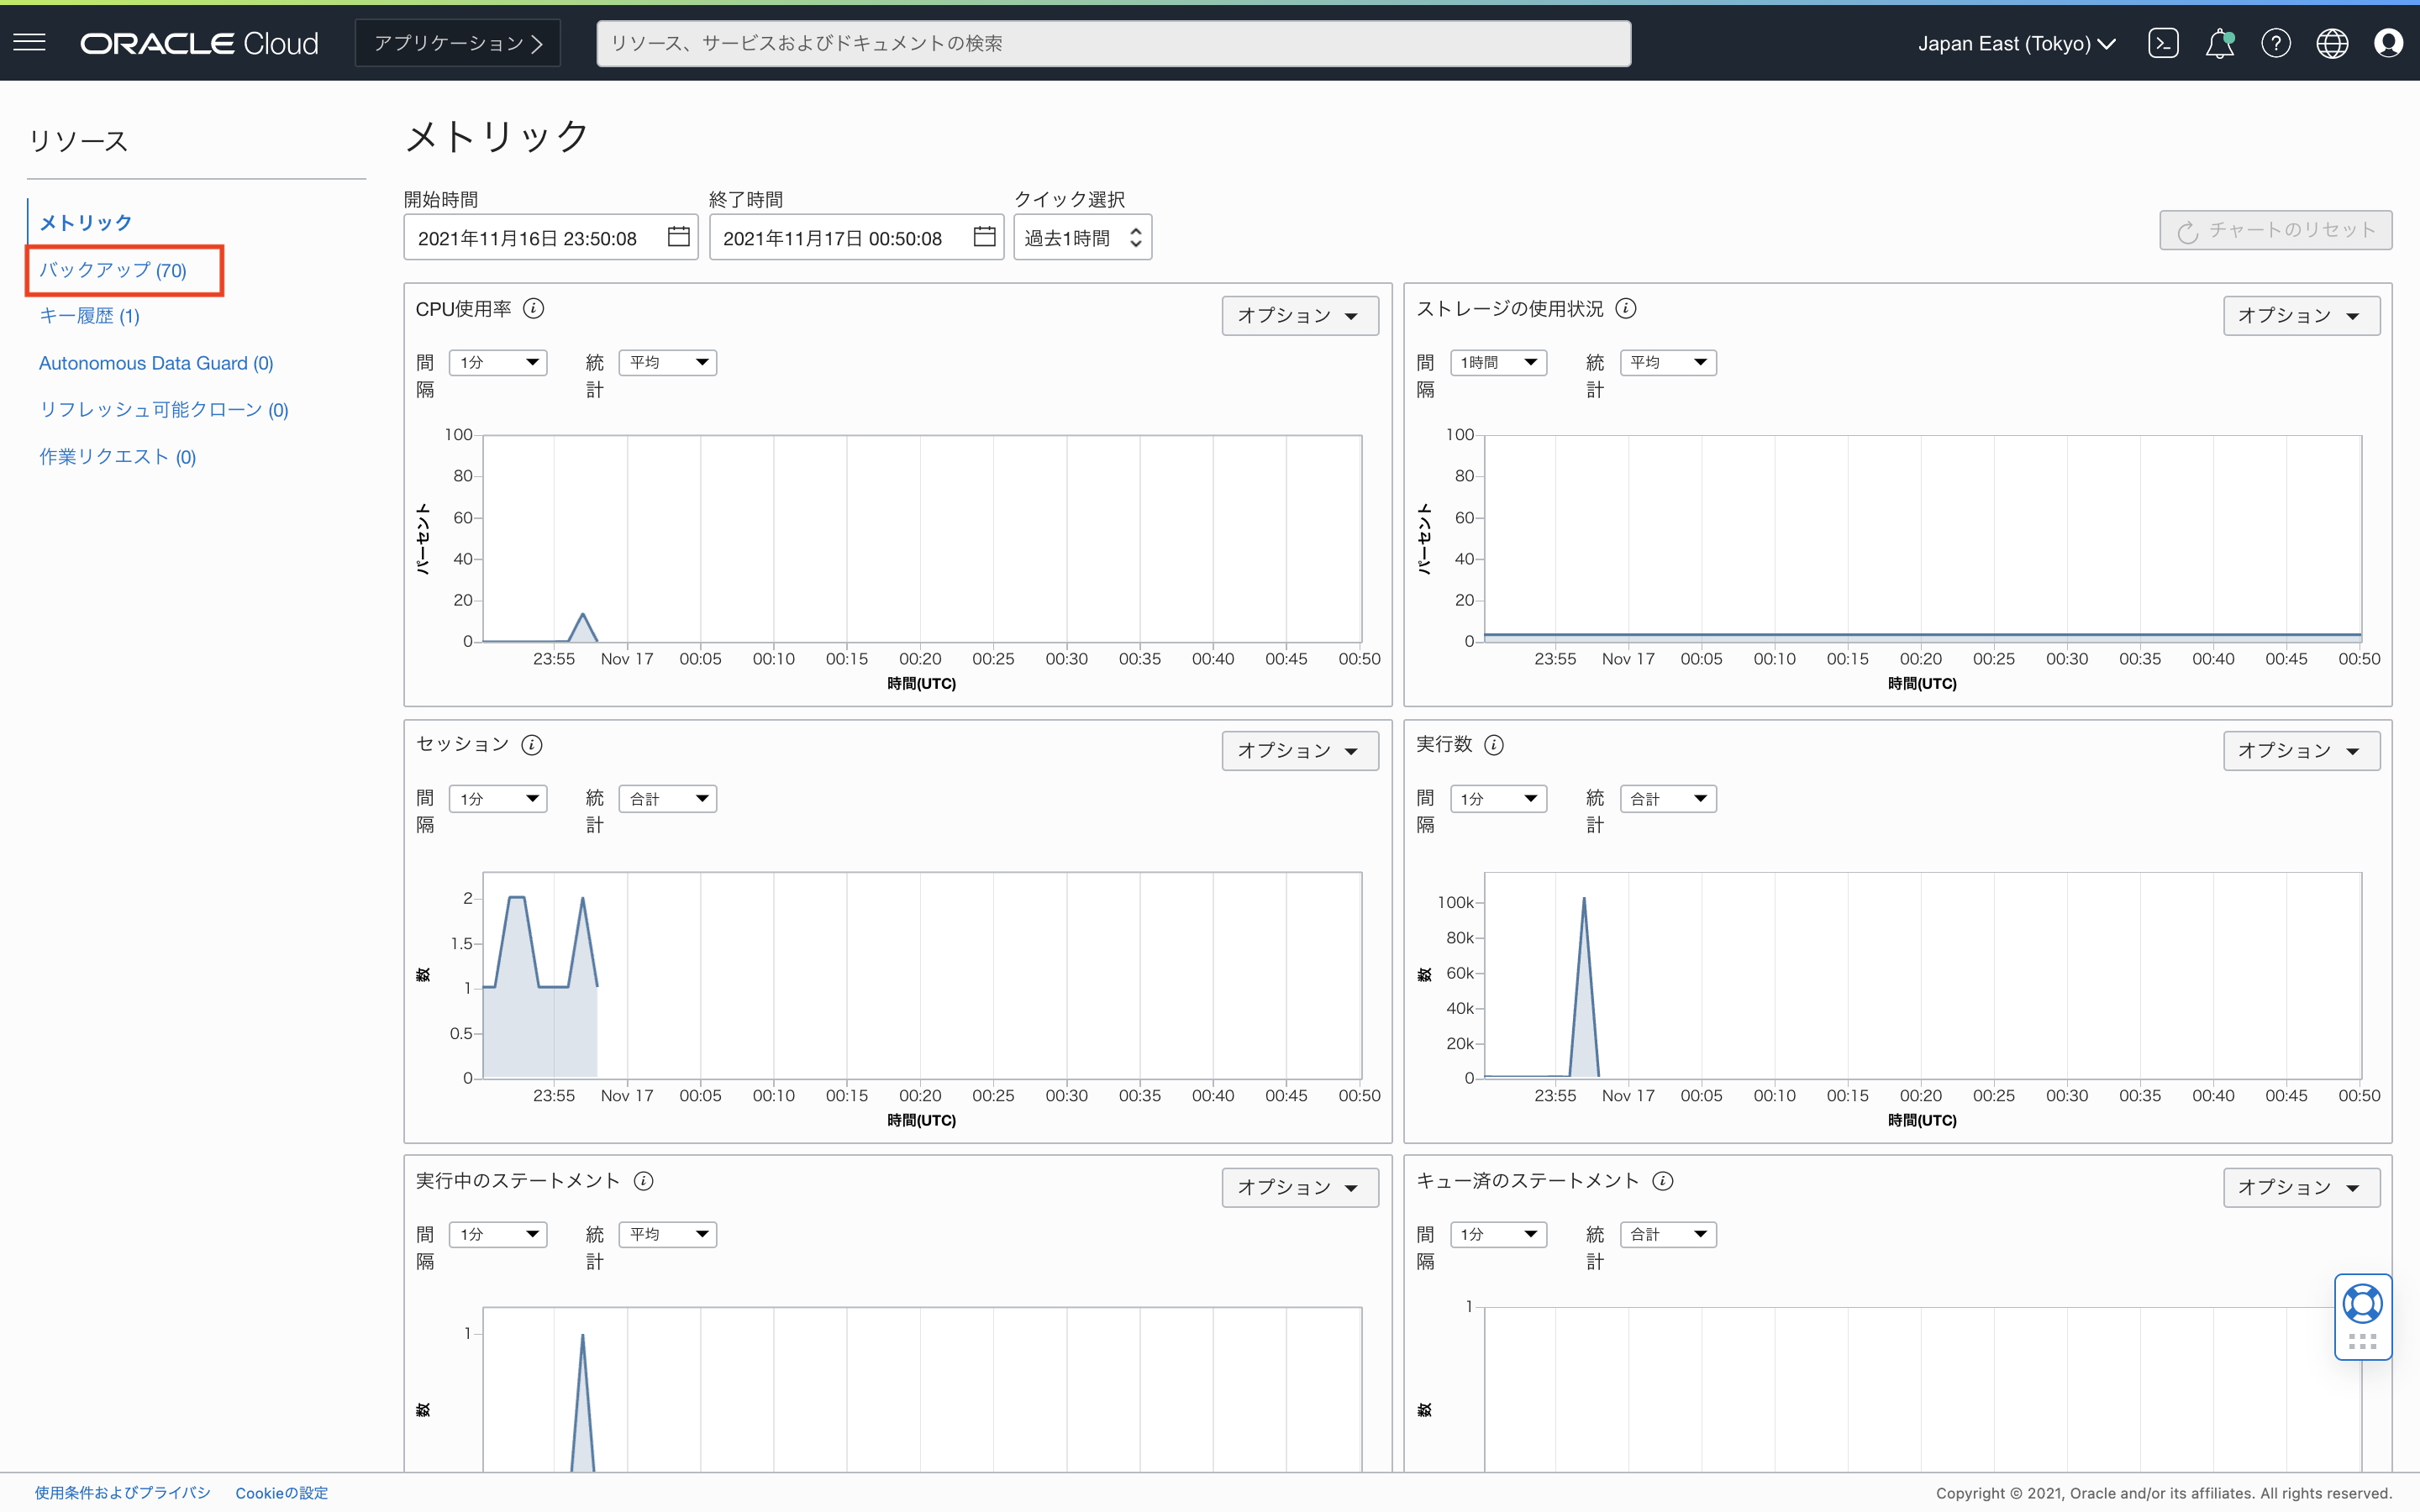 ORACLE Cloud
アプリケーション
リソース、サービスおよびドキュメントの検索
Japan East (Tokyo)
リソース
メトリック
バックアップ (70)
キー履歴 (1)
Autonomous Data Guard (0)
リフレッシュ可能クローン (0)
作業リクエスト (0)
メトリック
開始時間
終了時間
クイック選択
2021年11月16日 23:50:08
2021年11月17日 00:50:08
過去1時間
チャートのリセット
CPU使用率
オプション
間隔
1分
統計
平均
パーセント
100
80
60
40
20
0
23:55 Nov 17 00:05 00:10 00:15 00:20 00:25 00:30 00:35 00:40 00:45 00:50
時間(UTC)
ストレージの使用状況
オプション
間隔
1時間
統計
平均
パーセント
100
80
60
40
20
0
23:55 Nov 17 00:05 00:10 00:15 00:20 00:25 00:30 00:35 00:40 00:45 00:50
時間(UTC)
セッション
オプション
間隔
1分
統計
合計
数
2
1.5
1
0.5
0
23:55 Nov 17 00:05 00:10 00:15 00:20 00:25 00:30 00:35 00:40 00:45 00:50
時間(UTC)
実行数
オプション
間隔
1分
統計
合計
数
100k
80k
60k
40k
20k
0
23:55 Nov 17 00:05 00:10 00:15 00:20 00:25 00:30 00:35 00:40 00:45 00:50
時間(UTC)
実行中のステートメント
オプション
間隔
1分
統計
平均
数
1
キュー済のステートメント
オプション
間隔
1分
統計
合計
数
1
使用条件およびプライバシ
Cookieの設定
Copyright © 2021, Oracle and/or its affiliates. All rights reserved.